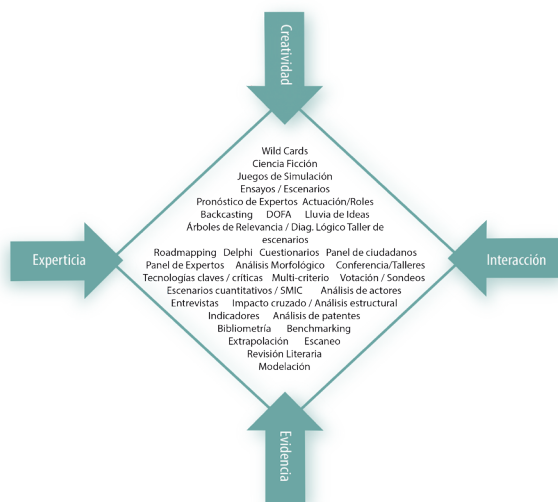 Creatividad
Wild Cards
Ciencia Ficción
Juegos de Simulación
Ensayos / Escenarios
Pronóstico de Expertos Actuación/Roles
Backcasting DOFA Lluvia de Ideas
Árboles de Relevancia / Diag. Lógico Taller de
escenarios
Roadmapping Delphi Cuestionarios Panel de ciudadanos
Experticia
Panel de Expertos Análisis Morfológico Conferencia/Talleres
Interacción
Tecnologías claves / críticas Multi-criterio Votación / Sondeos
Escenarios cuantitativos / SMIC Análisis de actores
Entrevistas Impacto cruzado / Análisis estructural
Indicadores Análisis de patentes
Bibliometría Benchmarking
Extrapolación Escaneo
Revisión Literaria
Modelación
Evidencia